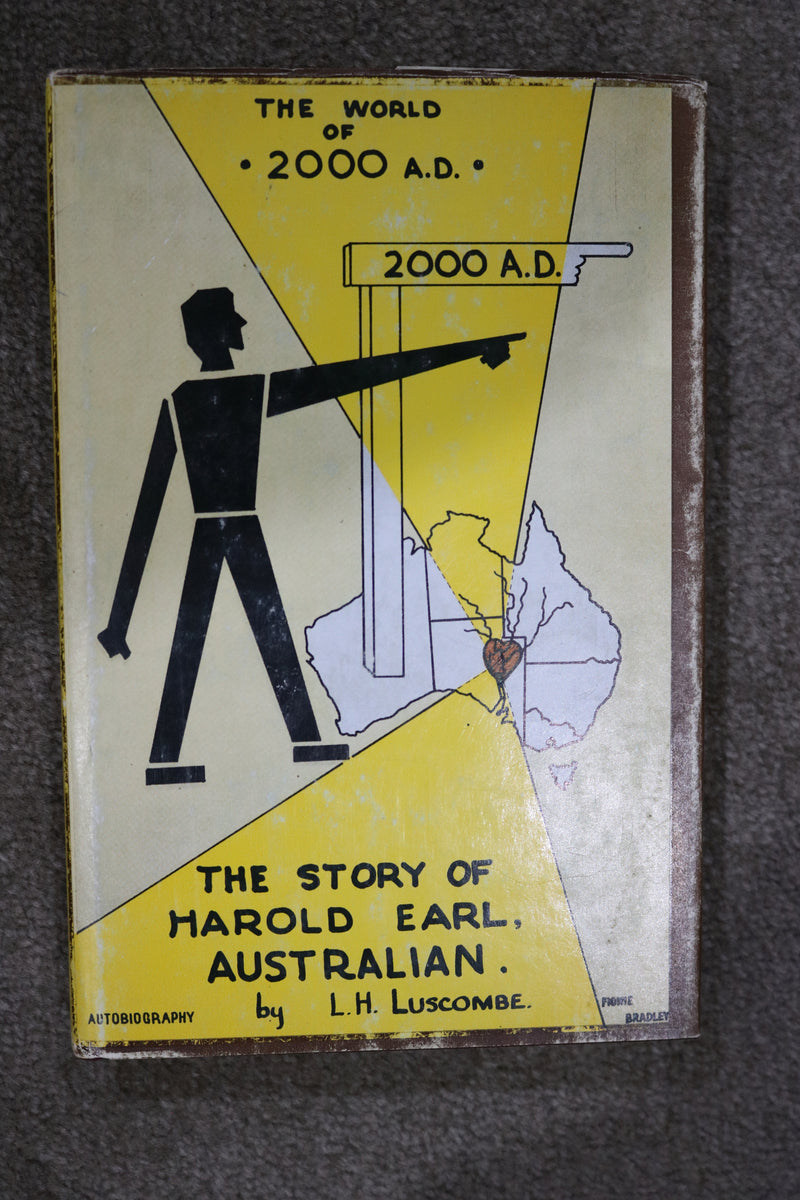 THE WORLD
OF
• 2000 A.D. •
2000 A.D.
THE STORY OF
HAROLD EARL,
AUSTRALIAN.
by L.H. LUSCOMBE.
AUTOBIOGRAPHY
BRADLEY